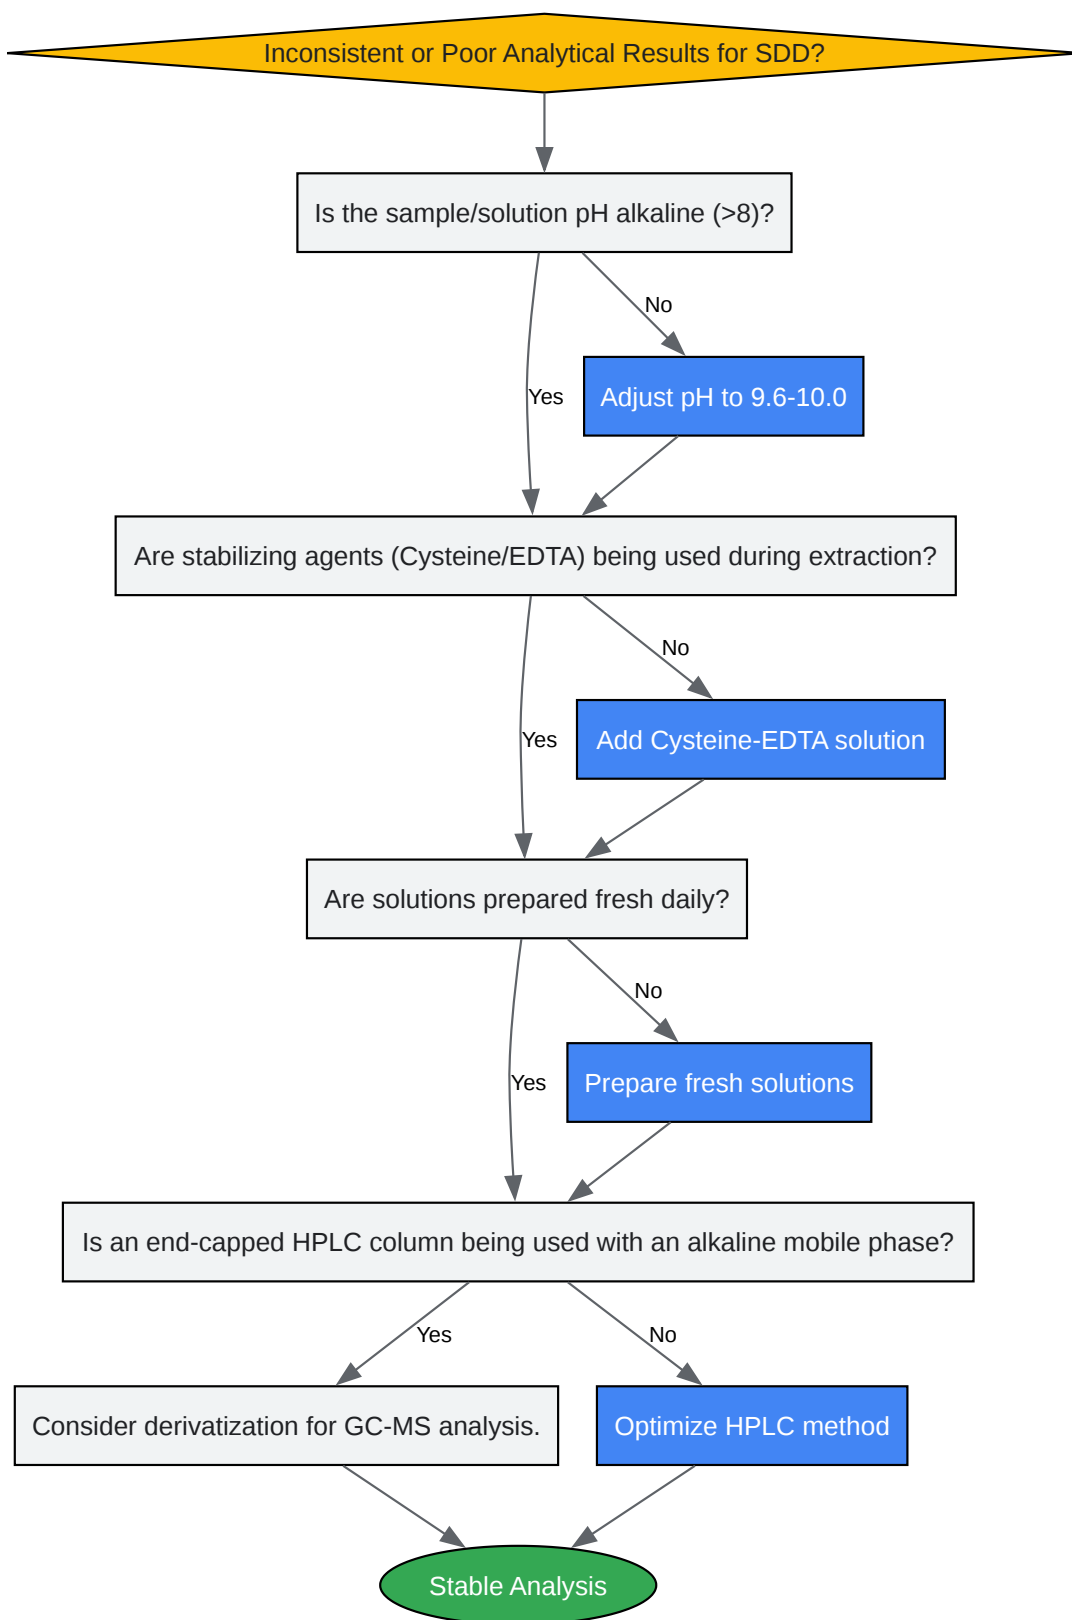 Inconsistent or Poor Analytical Results for SDD?
Is the sample/solution pH alkaline (>8)?
No
Yes
Adjust pH to 9.6-10.0
Are stabilizing agents (Cysteine/EDTA) being used during extraction?
No
Yes
Add Cysteine-EDTA solution
Are solutions prepared fresh daily?
No
Yes
Prepare fresh solutions
Is an end-capped HPLC column being used with an alkaline mobile phase?
Yes
No
Consider derivatization for GC-MS analysis.
Optimize HPLC method
Stable Analysis